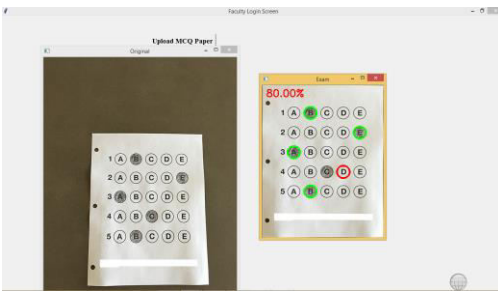 Faculty Login Screen
Upload MCQ Paper
Original
1 A B C D E
2 A B C D E
3 A B C D E
4 A B C D E
5 A B C D E
Exam
80.00%
1 A B C D E
2 A B C D E
3 A B C D E
4 A B C D E
5 A B C D E